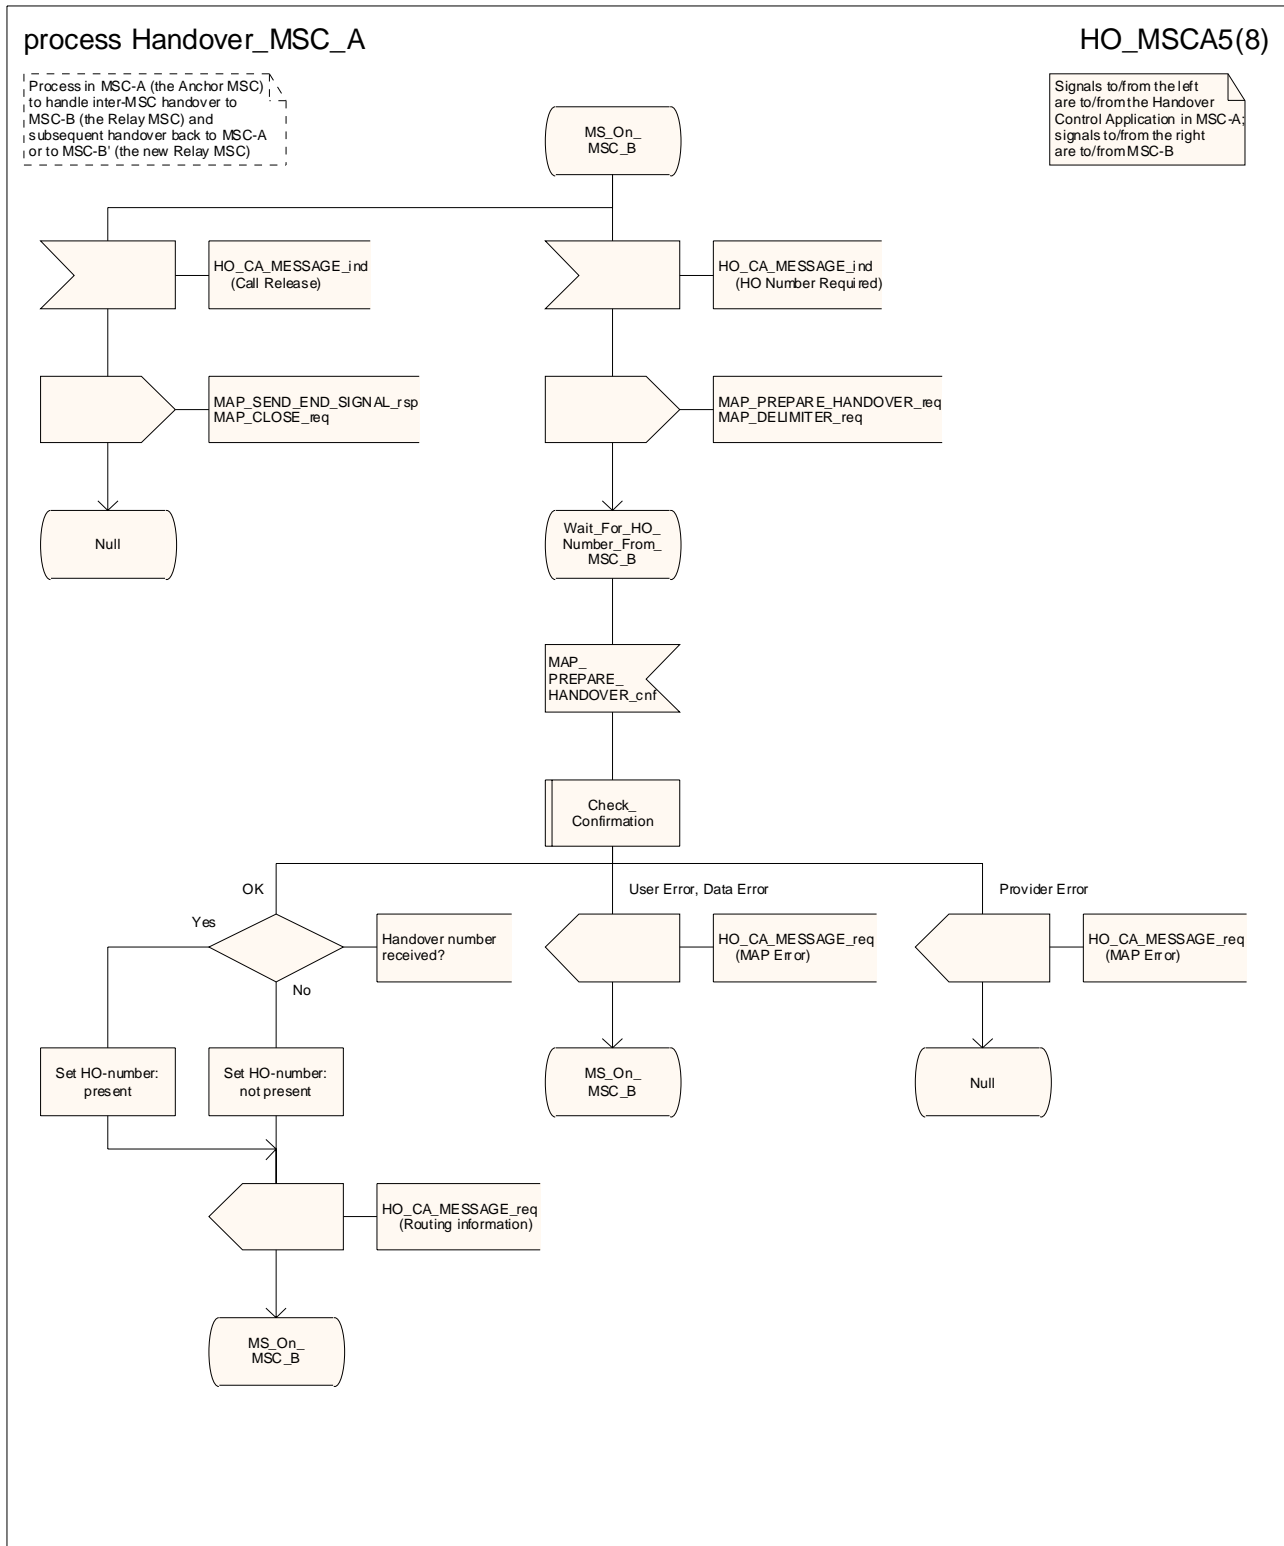 process Handover_MSC_A
HO_MSCA5(8)
Process in MSC-A (the Anchor MSC)
to handle inter-MSC handover to
MSC-B (the Relay MSC) and
subsequent handover back to MSC-A
or to MSC-B' (the new Relay MSC)
Signals to/from the left
are to/from the Handover
Control Application in MSC-A;
signals to/from the right
are to/from MSC-B
MS_On_
MSC_B
HO_CA_MESSAGE_ind
(Call Release)
HO_CA_MESSAGE_ind
(HO Number Required)
MAP_SEND_END_SIGNAL_rsp
MAP_CLOSE_req
MAP_PREPARE_HANDOVER_req
MAP_DELIMITER_req
Null
Wait_For_HO_
Number_From_
MSC_B
MAP_
PREPARE_
HANDOVER_cnf
Check_
Confirmation
OK
User Error, Data Error
Provider Error
Yes
Handover number
received?
No
HO_CA_MESSAGE_req
(MAP Error)
HO_CA_MESSAGE_req
(MAP Error)
Set HO-number:
present
Set HO-number:
not present
MS_On_
MSC_B
Null
HO_CA_MESSAGE_req
(Routing information)
MS_On_
MSC_B